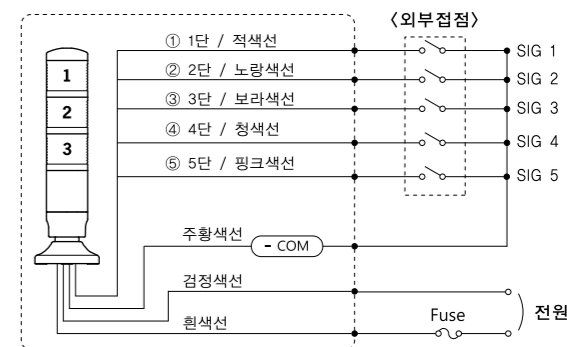 〈외부접점〉
① 1단 / 적색선
SIG 1
② 2단 / 노랑색선
SIG 2
③ 3단 / 보라색선
SIG 3
④ 4단 / 청색선
SIG 4
⑤ 5단 / 핑크색선
SIG 5
1
2
3
주황색선
- COM
검정색선
흰색선
Fuse
전원